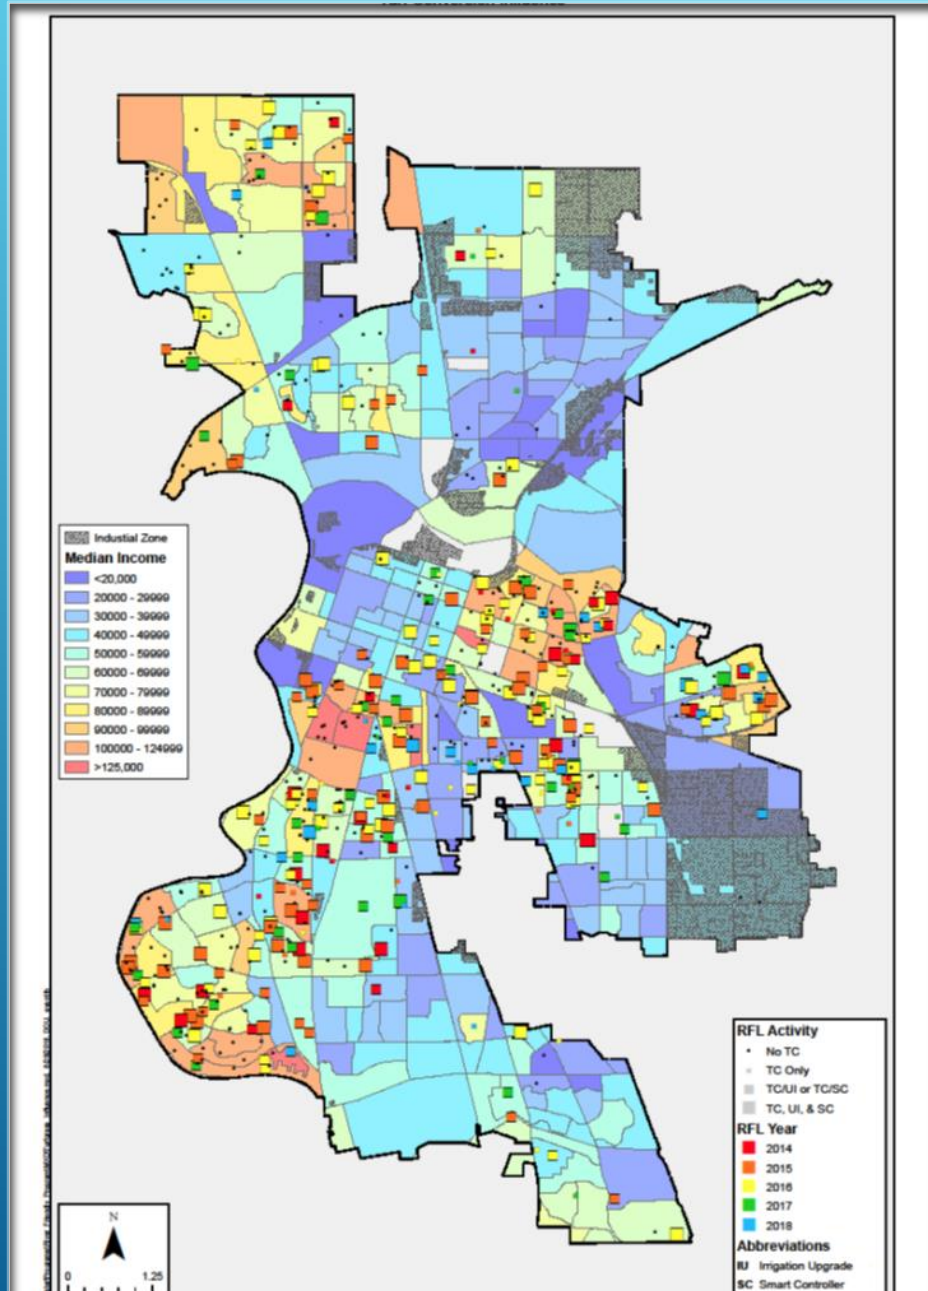 Industial Zone
Median Income
<20,000
20000 - 29999
30000 - 39999
40000 - 49999
50000 - 59999
60000 - 69999
70000 - 79999
80000 - 89999
90000 - 99999
100000 - 124999
>125,000
RFL Activity
No TC
TC Only
TC/UI or TC/SC
TC, UI, & SC
RFL Year
2014
2015
2016
2017
2018
Abbreviations
IU Irrigation Upgrade
SC Smart Controller
N
0 1.25